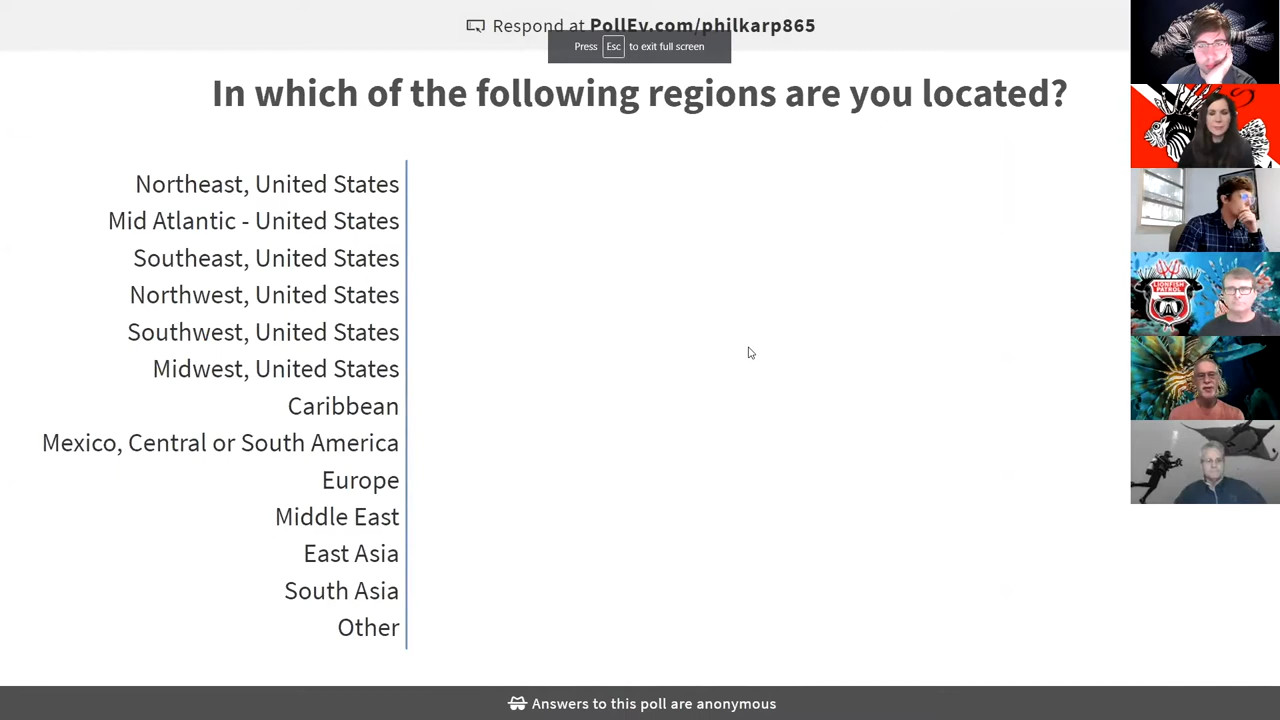 Respond at PollEv.com/philkarp865
Press Esc to exit full screen
In which of the following regions are you located?
Northeast, United States
Mid Atlantic - United States
Southeast, United States
Northwest, United States
Southwest, United States
Midwest, United States
Caribbean
Mexico, Central or South America
Europe
Middle East
East Asia
South Asia
Other
LIONFISH
PATROL
Answers to this poll are anonymous